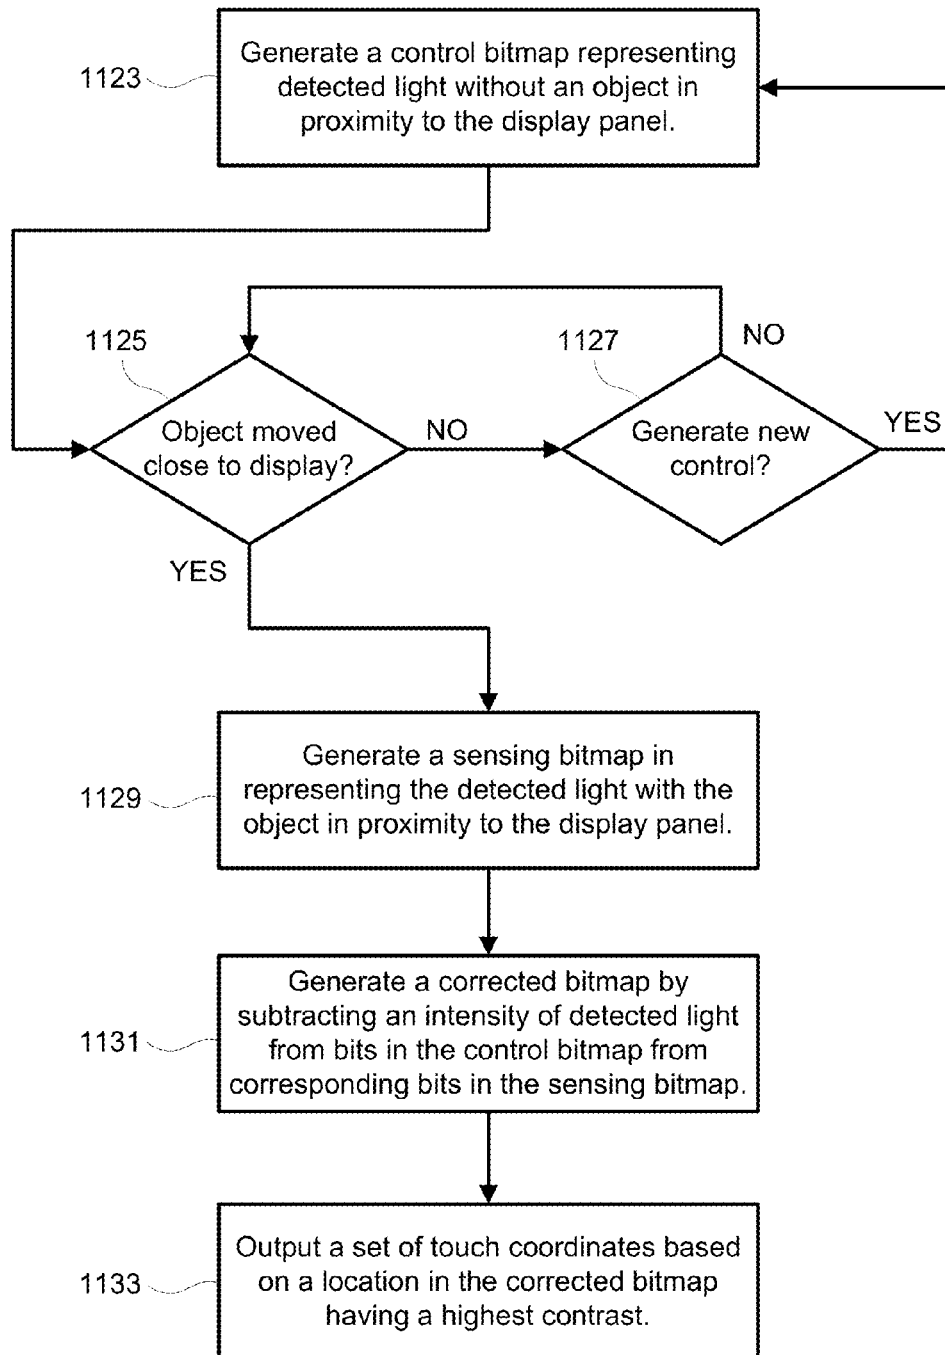 Generate a control bitmap representing
detected light without an object in
proximity to the display panel.
1123
1125
1127
NO
Object moved
close to display?
NO
Generate new
control?
YES
YES
Generate a sensing bitmap in
representing the detected light with the
object in proximity to the display panel.
1129
Generate a corrected bitmap by
subtracting an intensity of detected light
from bits in the control bitmap from
corresponding bits in the sensing bitmap.
1131
Output a set of touch coordinates based
on a location in the corrected bitmap
having a highest contrast.
1133